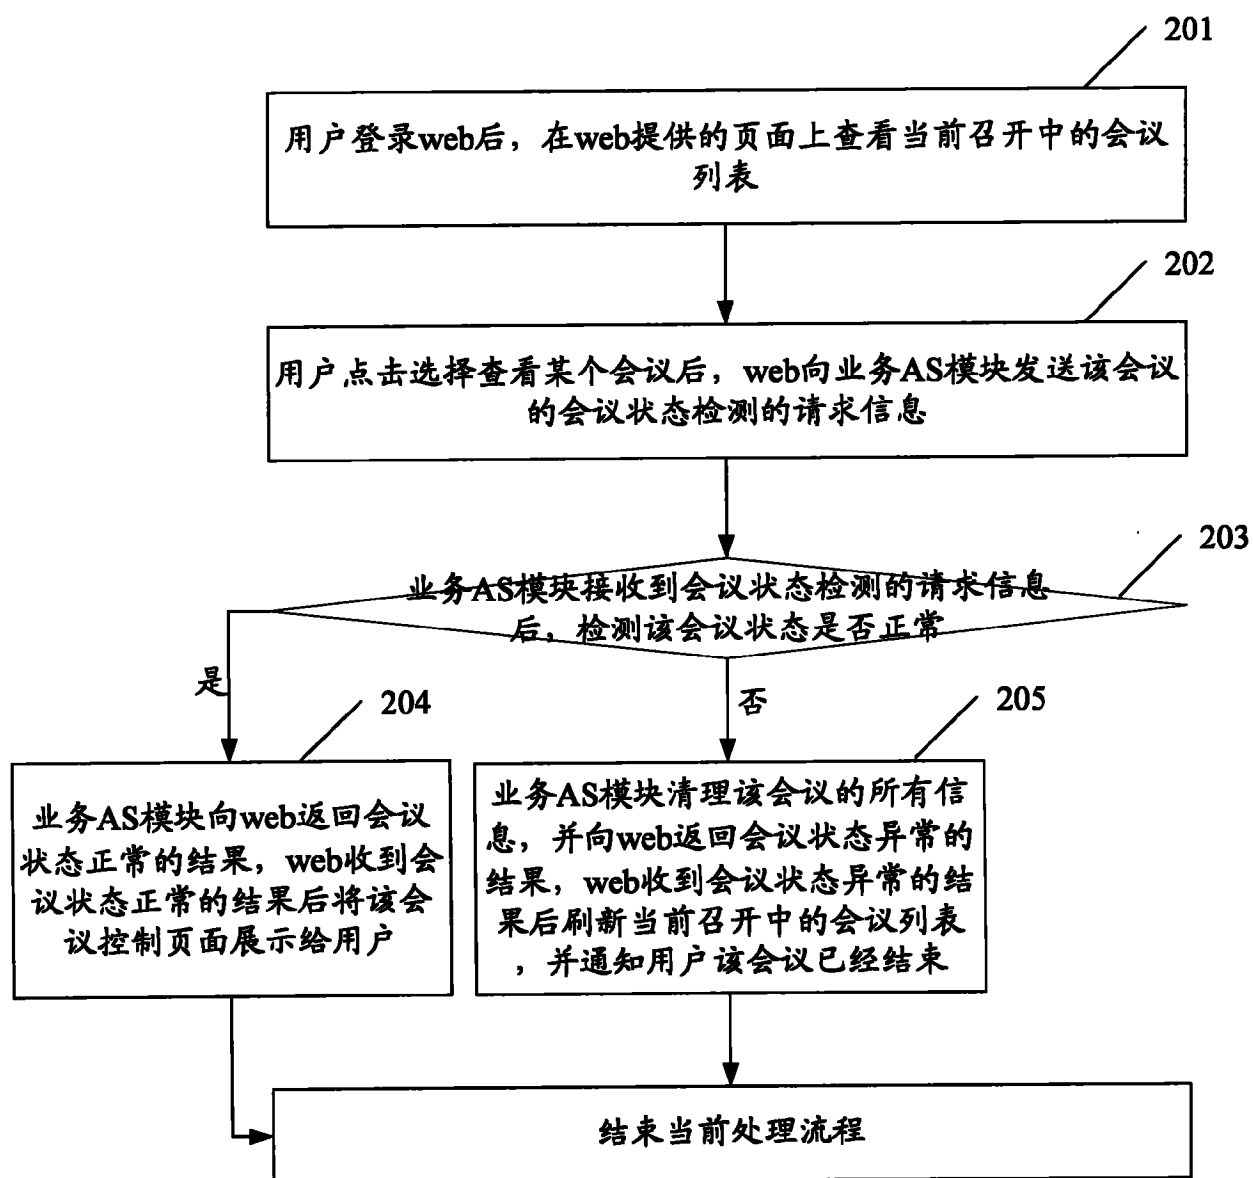 201
用户登录web后，在web提供的页面上查看当前召开中的会议
列表
202
用户点击选择查看某个会议后，web向业务AS模块发送该会议
的会议状态检测的请求信息
203
业务AS模块接收到会议状态检测的请求信息
后，检测该会议状态是否正常
是
否
204
业务AS模块向web返回会议
状态正常的结果，web收到会
议状态正常的结果后将该会
议控制页面展示给用户
205
业务AS模块清理该会议的所有信
息，并向web返回会议状态异常的
结果，web收到会议状态异常的结
果后刷新当前召开中的会议列表
，并通知用户该会议已经结束
结束当前处理流程